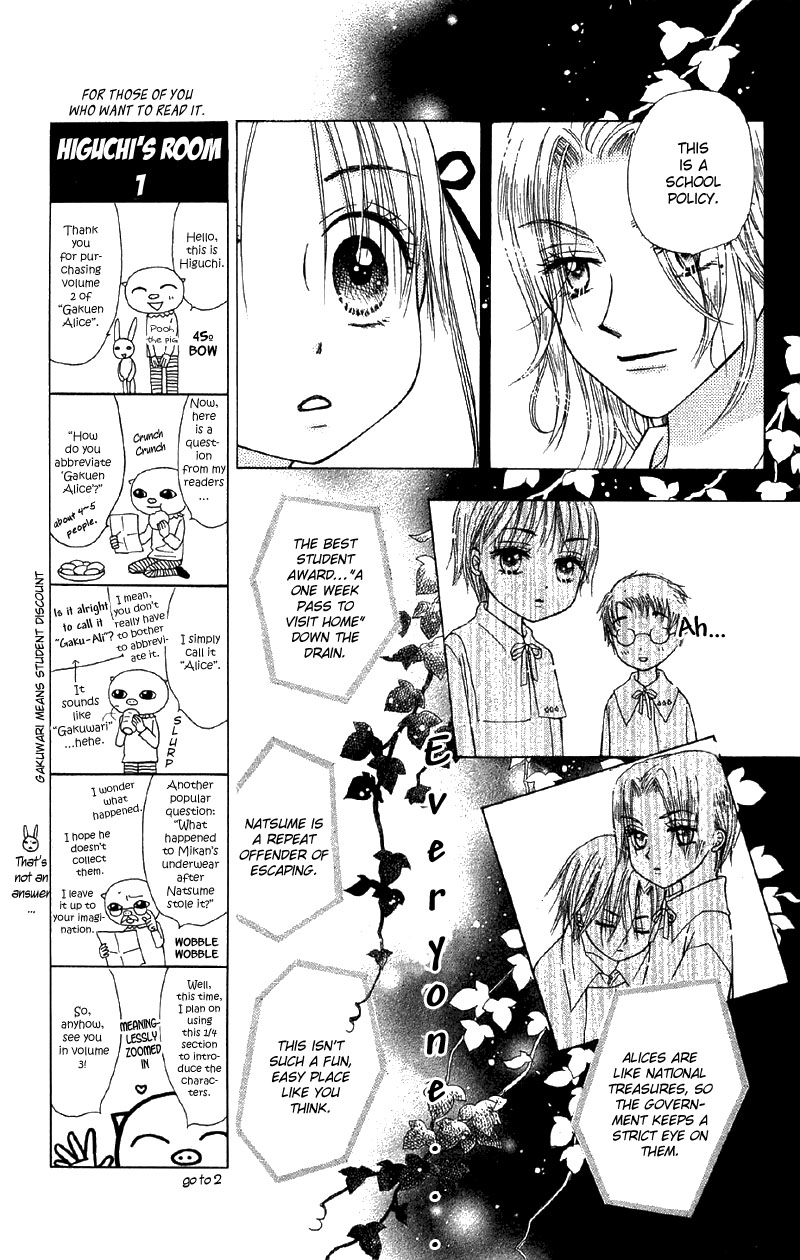 FOR THOSE OF YOU
WHO WANT TO READ IT.
HIGUCHI'S ROOM
1
Hello,
this is
Higuchi.
Thank
you
for pur-
chasing
volume
2 of
"Gakuen
Alice".
Pooh
the pig
45º
BOW
Now,
here
is a
quest-
ion
from my
readers
...
Crunch
Crunch
"How
do you
abbreviate
'Gakuen
Alice'?"
about 4~5
people.
I simply
call it
"Alice".
I mean,
you don't
really have
to bother
to abbrevi-
ate it.
Is it alright
to call it
"Gaku-Ali"?
It
sounds
like
"Gakuwari"
...hehe.
SLURP
GAKUWARI MEANS STUDENT DISCOUNT
Another
popular
question:
"What
happened
to Mikan's
underwear
after
Natsume
stole it?"
I wonder
what
happened.
I hope he
doesn't
collect
them.
I leave
it up to
your imagi-
nation.
WOBBLE
WOBBLE
That's
not an
answer
...
Well,
this time,
I plan on
using
this 1/4
section
to intro-
duce the
charac-
ters.
MEANING-
LESSLY
ZOOMED
IN
So,
anyhow,
see you
in volume
3!
go to 2
THIS
IS A
SCHOOL
POLICY.
Ah...
THE BEST
STUDENT
AWARD..."A
ONE WEEK
PASS TO
VISIT HOME"
DOWN THE
DRAIN.
NATSUME IS
A REPEAT
OFFENDER OF
ESCAPING.
Everyone...
THIS ISN'T
SUCH A FUN,
EASY PLACE
LIKE YOU
THINK.
ALICES ARE
LIKE NATIONAL
TREASURES, SO
THE GOVERN-
MENT KEEPS A
STRICT EYE ON
THEM.